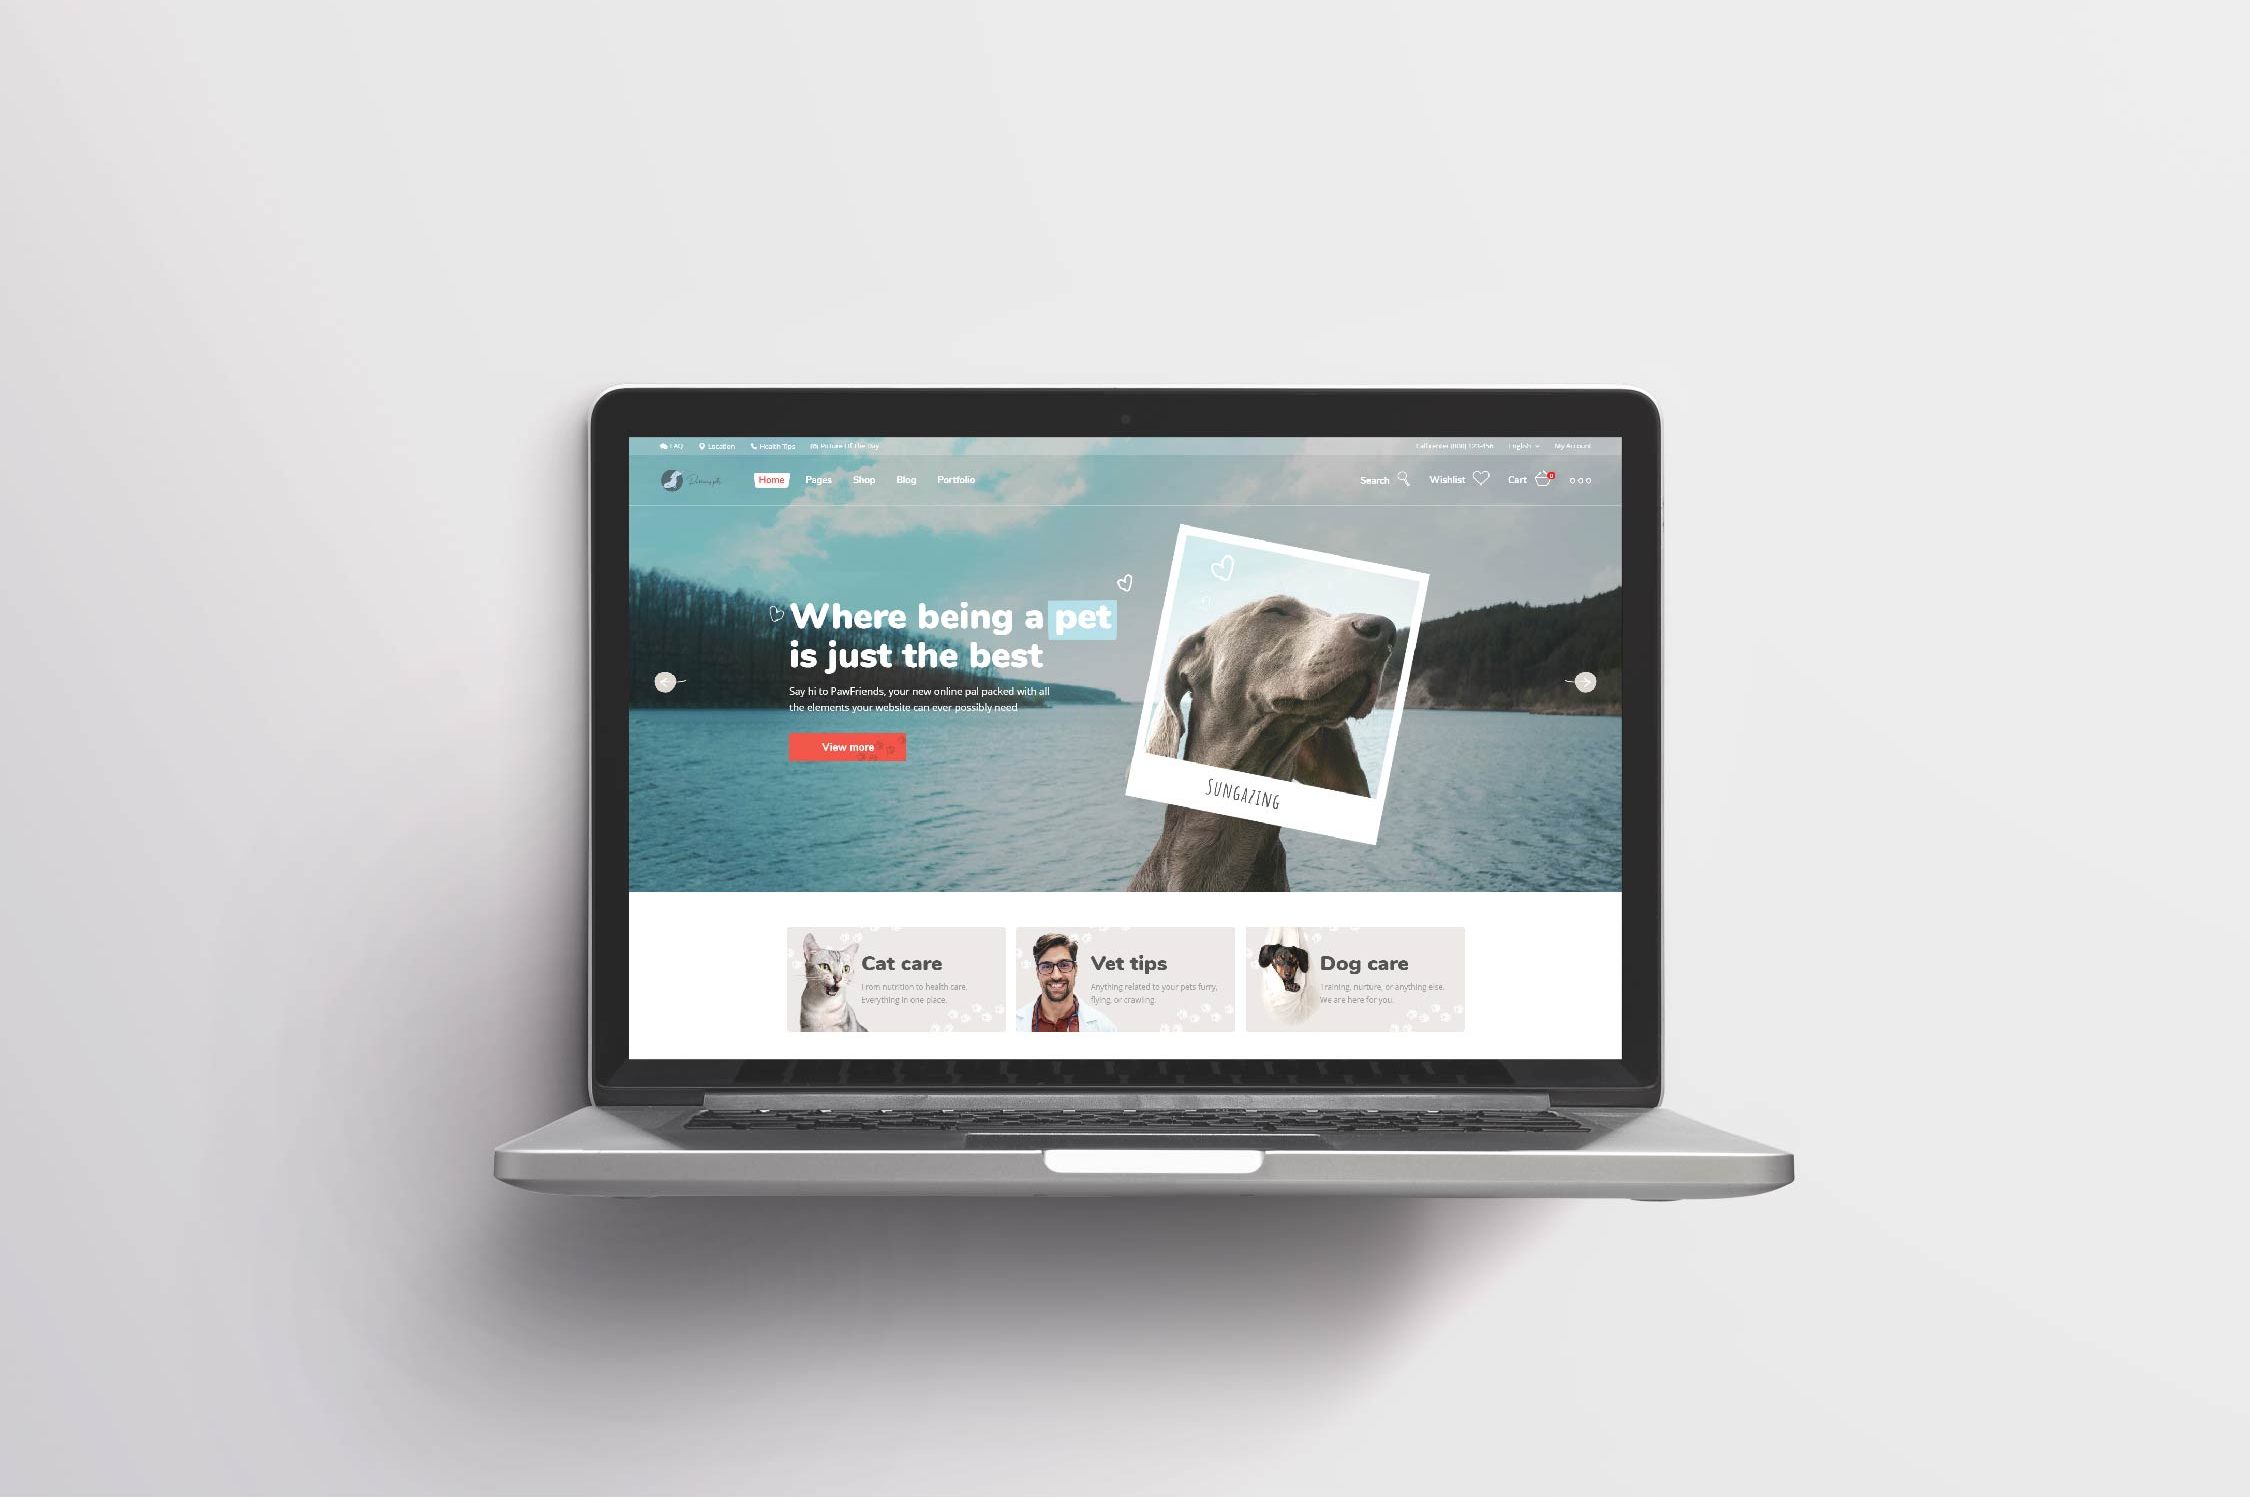 FAQ Location Health Tips Picture Of The Day Call center (800) 123-456 English My Account
Home Pages Shop Blog Portfolio Search Wishlist Cart 0
Where being a pet
is just the best
Say hi to PawFriends, your new online pal packed with all
the elements your website can ever possibly need
View more
SUNGAZING
Cat care
From nutrition to health care.
Everything in one place.
Vet tips
Anything related to your pets furry,
flying, or crawling.
Dog care
Training, nurture, or anything else.
We are here for you.